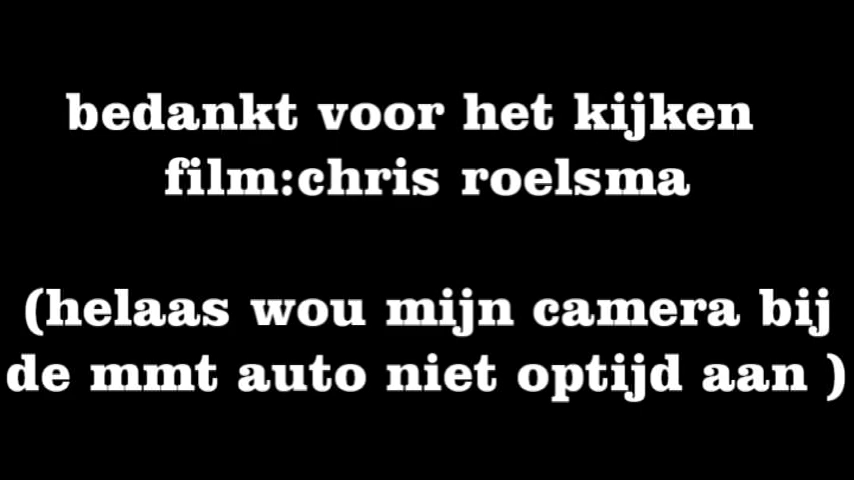 bedankt voor het kijken
film:chris roelsma
(helaas wou mijn camera bij
de mmt auto niet optijd aan )